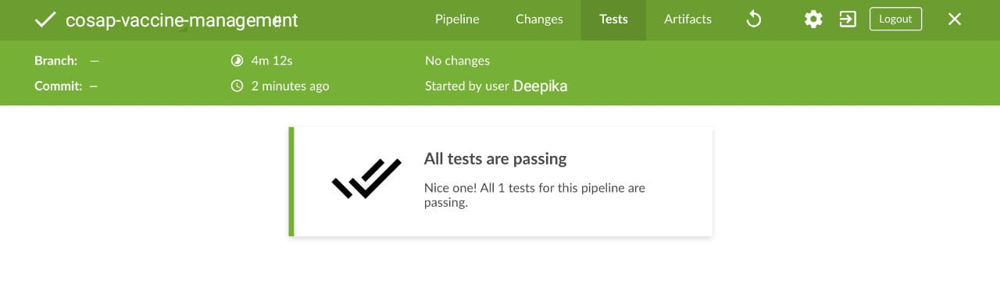 cosap-vaccine-management
Pipeline Changes Tests Artifacts Logout
Branch: —
4m 12s
No changes
Commit: —
2 minutes ago
Started by user Deepika
All tests are passing
Nice one! All 1 tests for this pipeline are
passing.